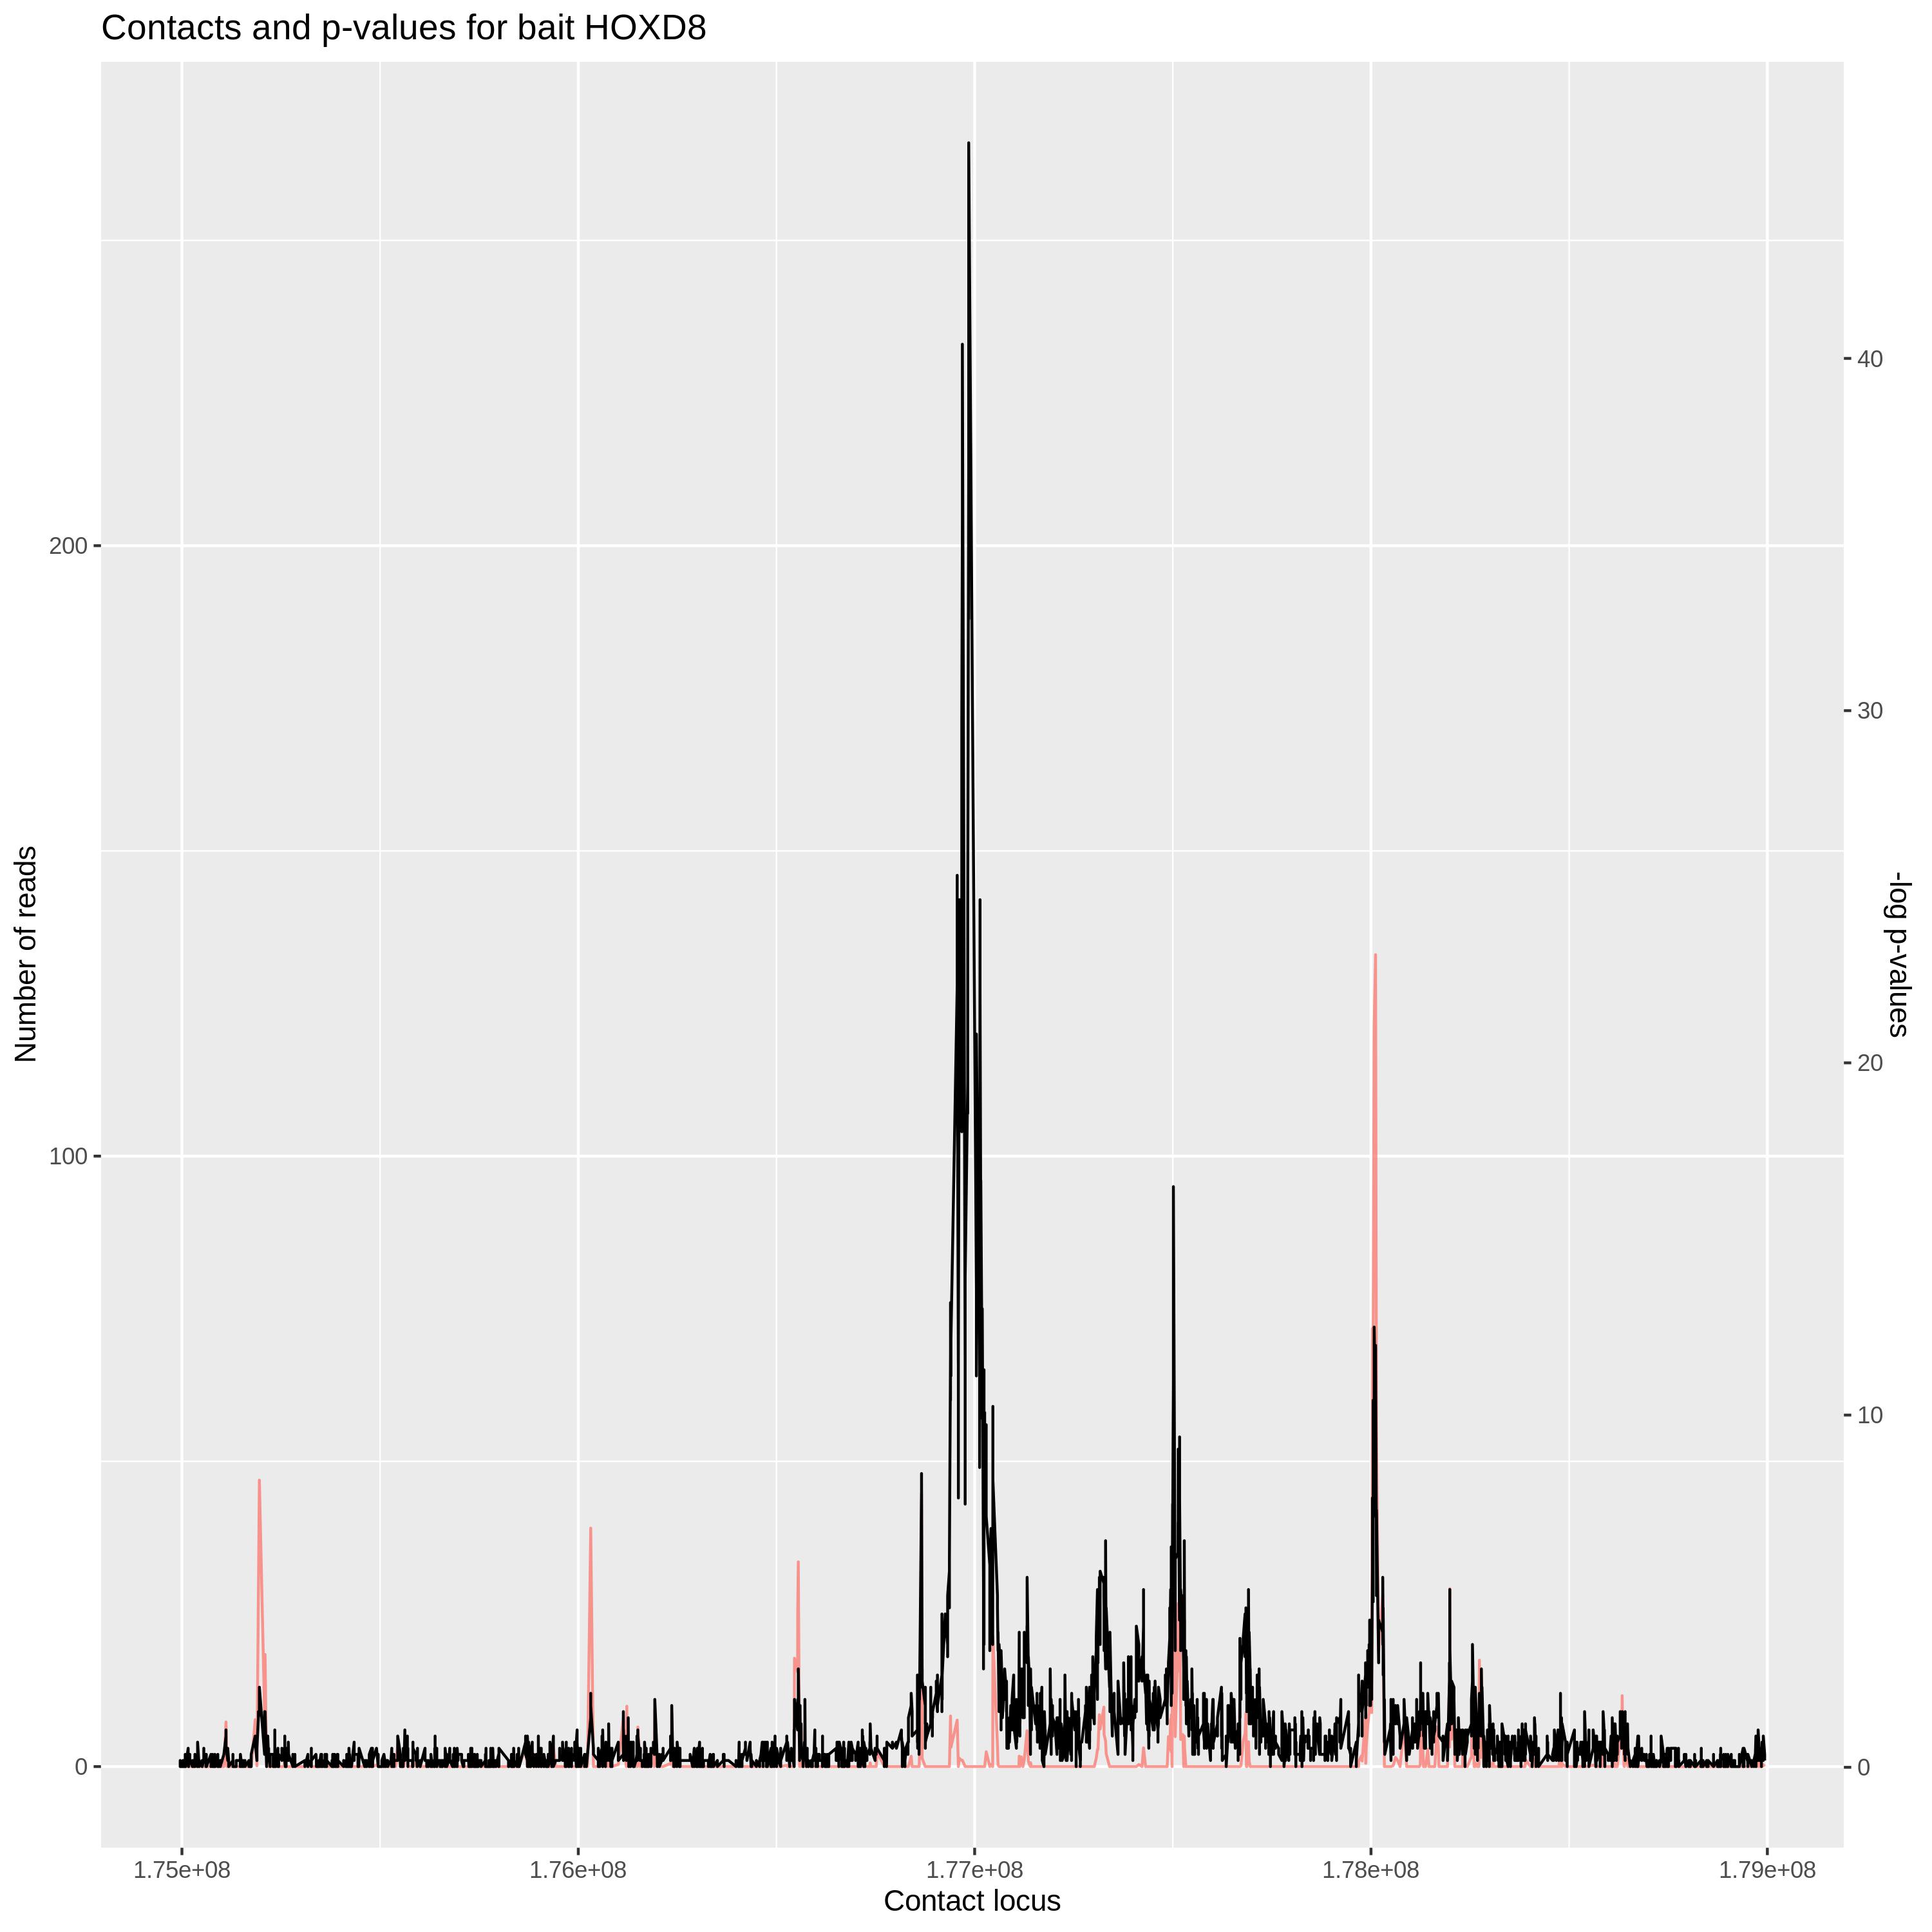 Contacts and p-values for bait HOXD8
Number of reads
200
100
0
40
30
20
10
0
-log p-values
1.75e+08 1.76e+08 1.77e+08 1.78e+08 1.79e+08
Contact locus